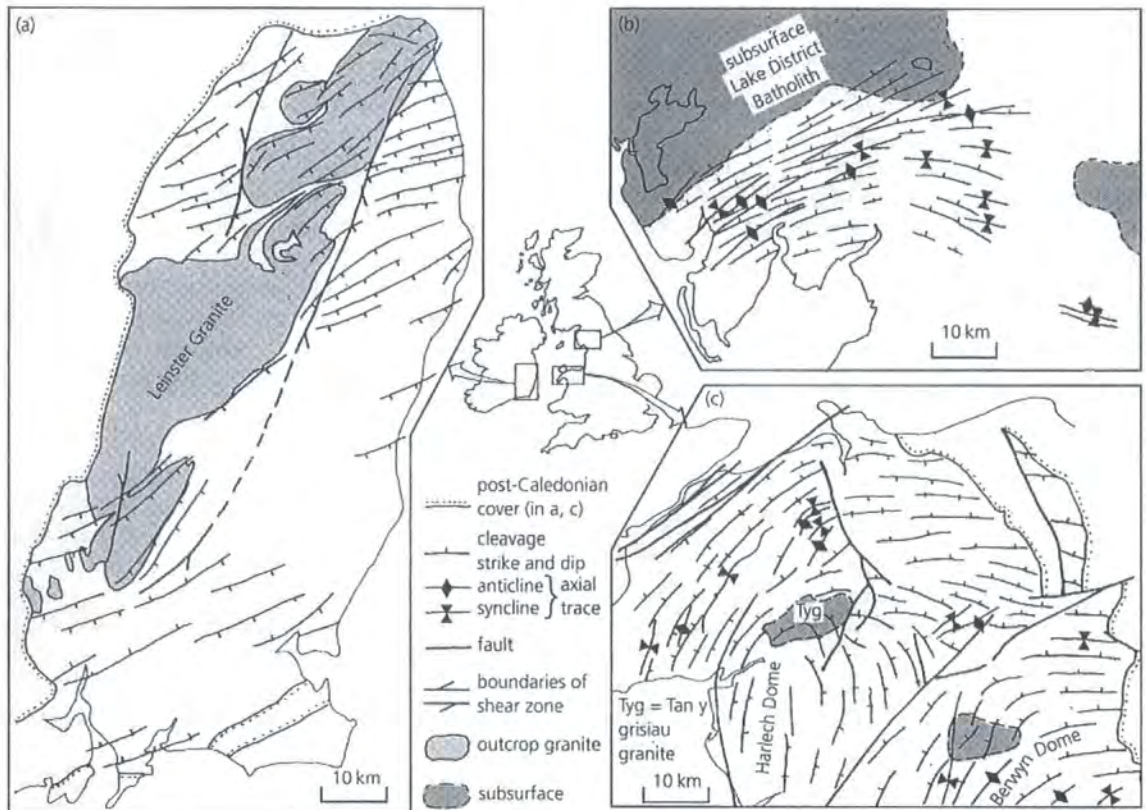 (a)
Leinster Granite
10 km
(b)
subsurface
Lake District
Batholith
10 km
post-Caledonian
cover (in a, c)
cleavage
strike and dip
anticline } axial
syncline } trace
fault
boundaries of
shear zone
outcrop granite
subsurface
(c)
Tyg
Tyg = Tan y
grisiau
granite
Harlech Dome
Berwyn Dome
10 km